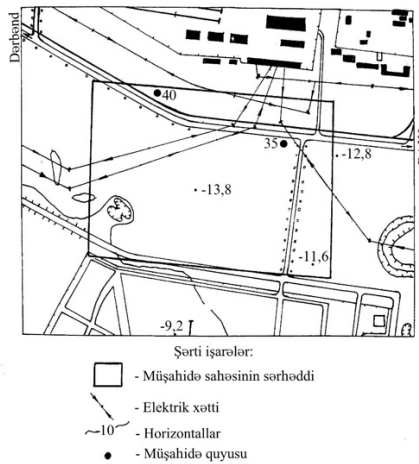 Dərbənd
40
35
-12,8
-13,8
-11,6
-9,2
Şərti işarələr:
- Müşahidə sahəsinin sərhəddi
- Elektrik xətti
-10 - Horizontallar
- Müşahidə quyusu